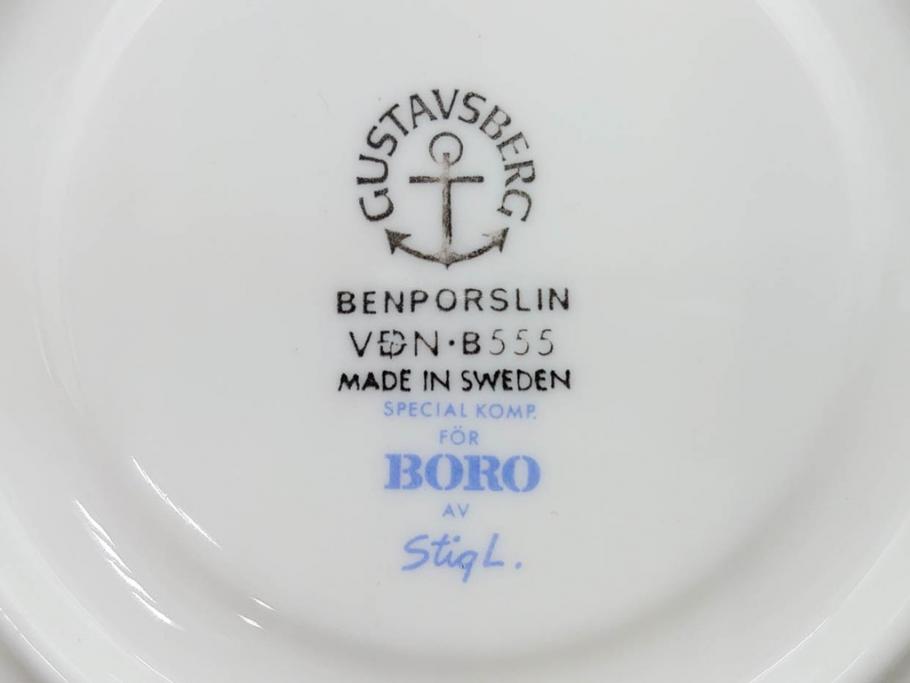 GUSTAVSBERG
BENPORSLIN
VDN·B555
MADE IN SWEDEN
SPECIAL KOMP.
FÖR
BORO
AV
Stig L.